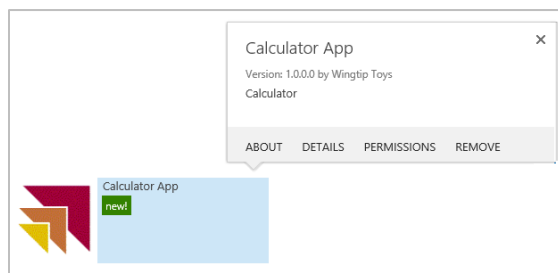 Calculator App
Version: 1.0.0.0 by Wingtip Toys
Calculator
ABOUT DETAILS PERMISSIONS REMOVE
Calculator App
new!